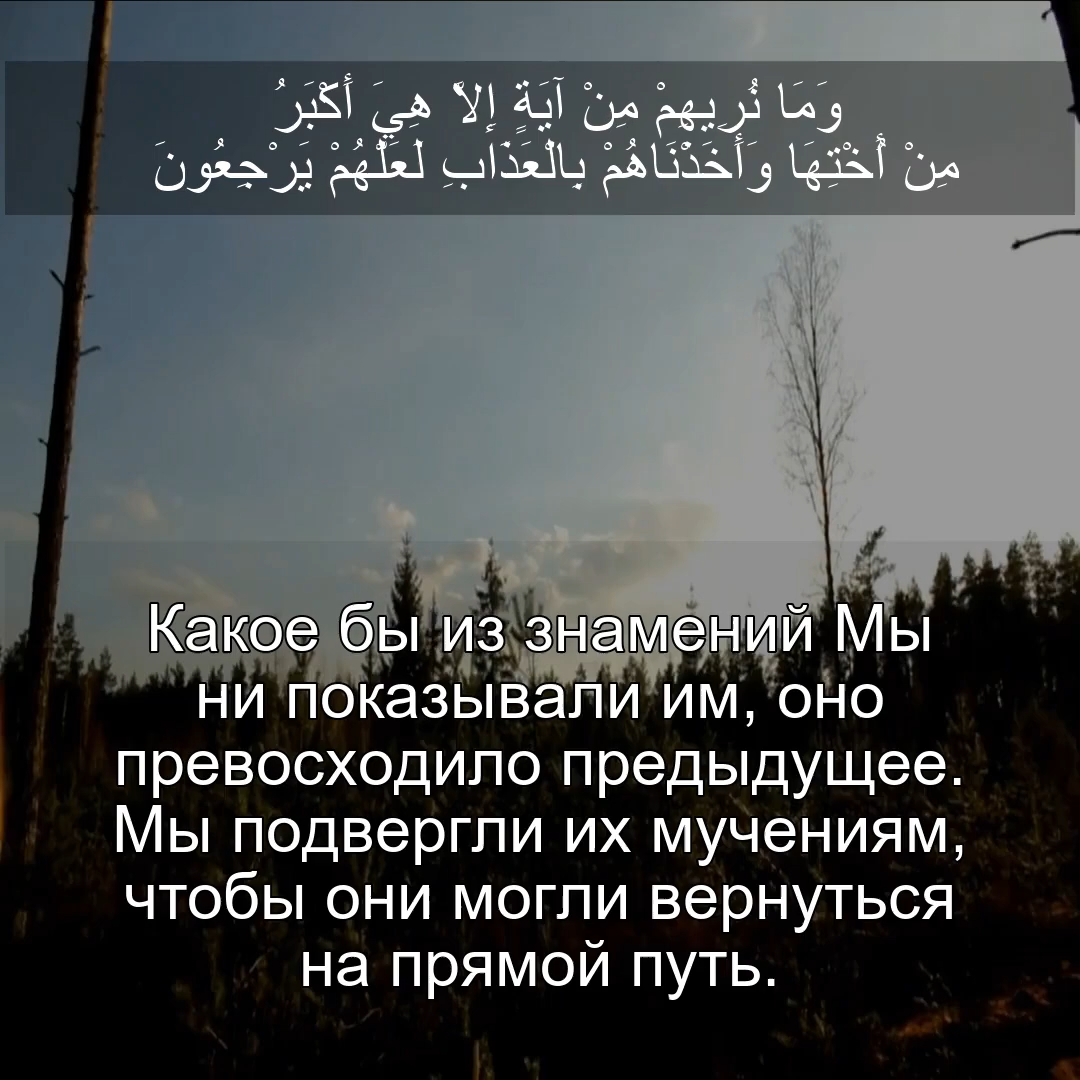 وَمَا نُرِيهِمْ مِنْ آيَةٍ إِلاَّ هِيَ أَكْبَرُ
مِنْ أُخْتِهَا وَأَخَذْنَاهُمْ بِالْعَذَابِ لَعَلَّهُمْ يَرْجِعُونَ
Какое бы из знамений Мы
ни показывали им, оно
превосходило предыдущее.
Мы подвергли их мучениям,
чтобы они могли вернуться
на прямой путь.